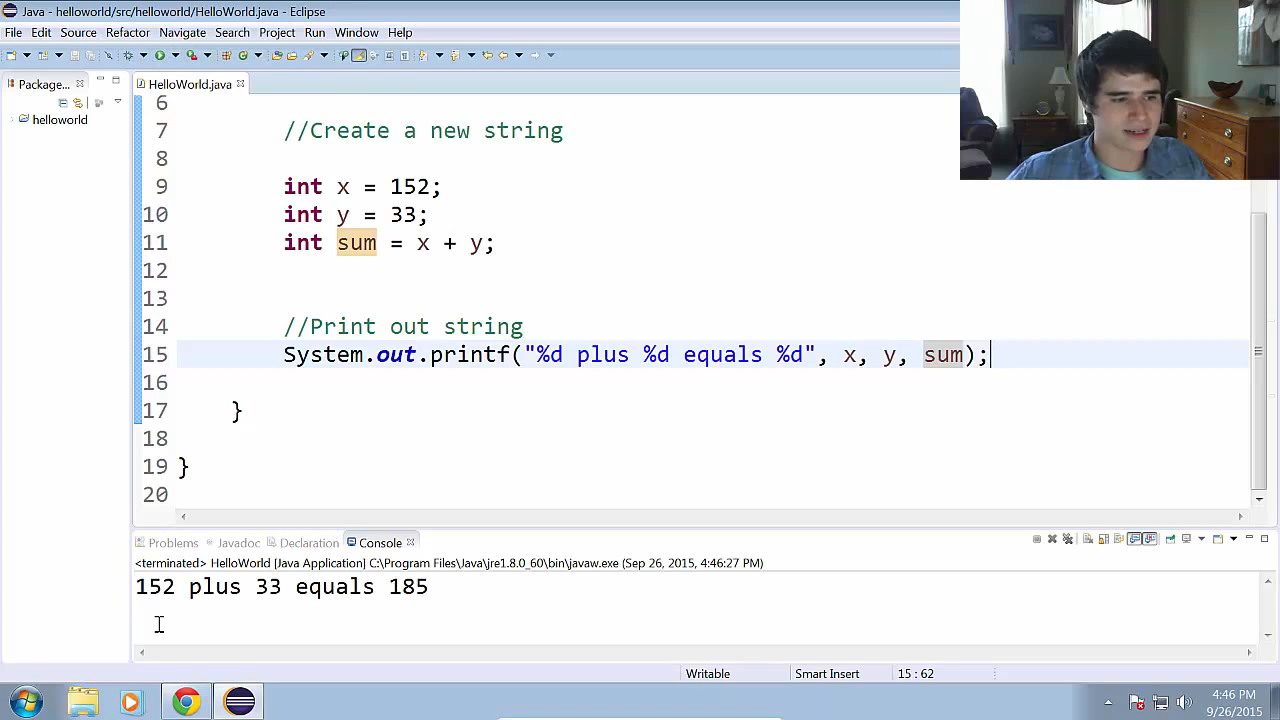 Java - helloworld/src/helloworld/HelloWorld.java - Eclipse
File Edit Source Refactor Navigate Search Project Run Window Help
Package...
HelloWorld.java
helloworld
6
7 //Create a new string
8
9 int x = 152;
10 int y = 33;
11 int sum = x + y;
12
13
14 //Print out string
15 System.out.printf("%d plus %d equals %d", x, y, sum);
16
17 }
18
19 }
20
Problems Javadoc Declaration Console
<terminated> HelloWorld [Java Application] C:\Program Files\Java\jre1.8.0_60\bin\javaw.exe (Sep 26, 2015, 4:46:27 PM)
152 plus 33 equals 185
Writable Smart Insert 15 : 62
4:46 PM
9/26/2015